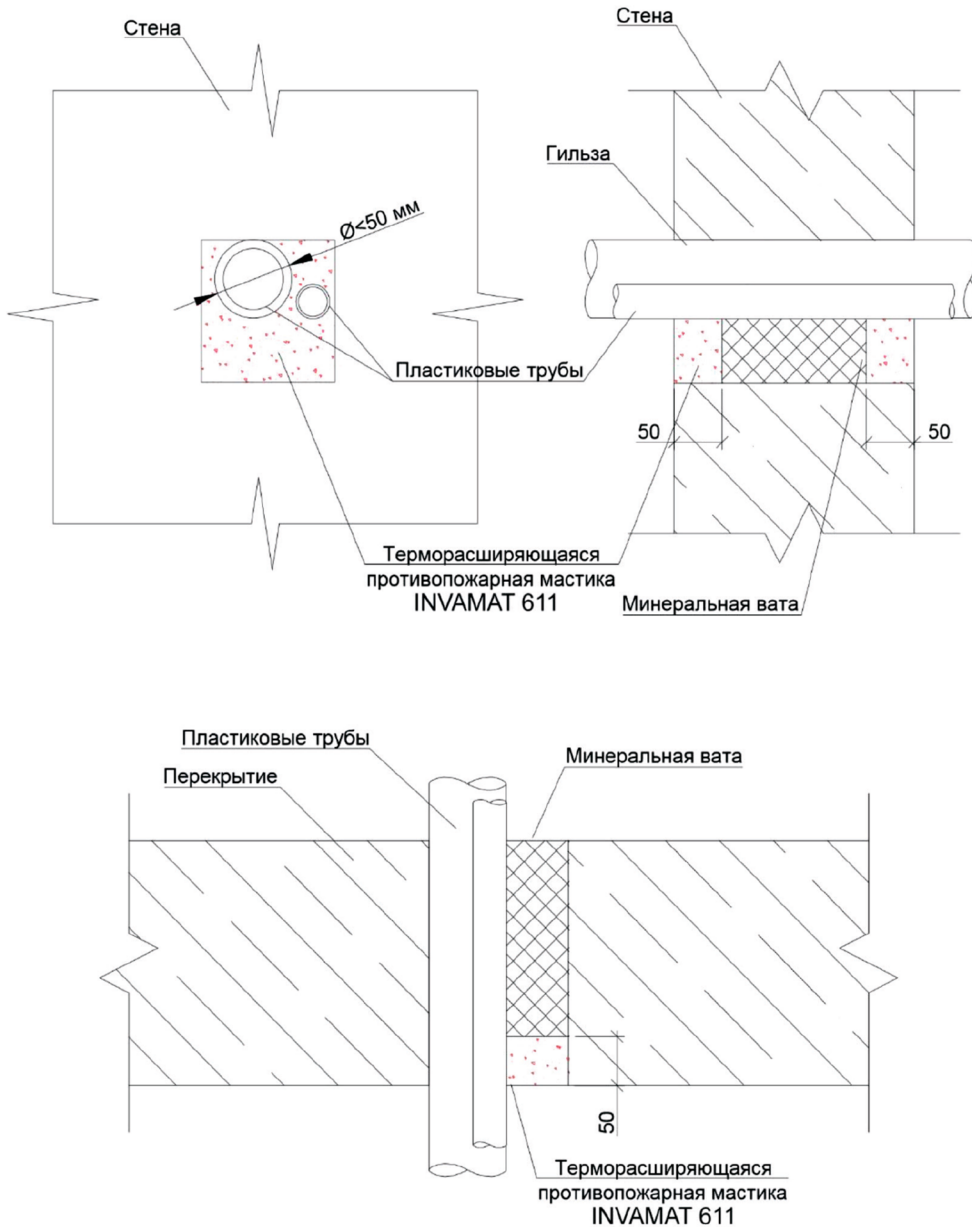 Стена
Стена
Гильза
Ø<50 мм
Пластиковые трубы
50
50
Терморасширяющаяся
противопожарная мастика
INVAMAT 611
Минеральная вата
Пластиковые трубы
Минеральная вата
Перекрытие
50
Терморасширяющаяся
противопожарная мастика
INVAMAT 611